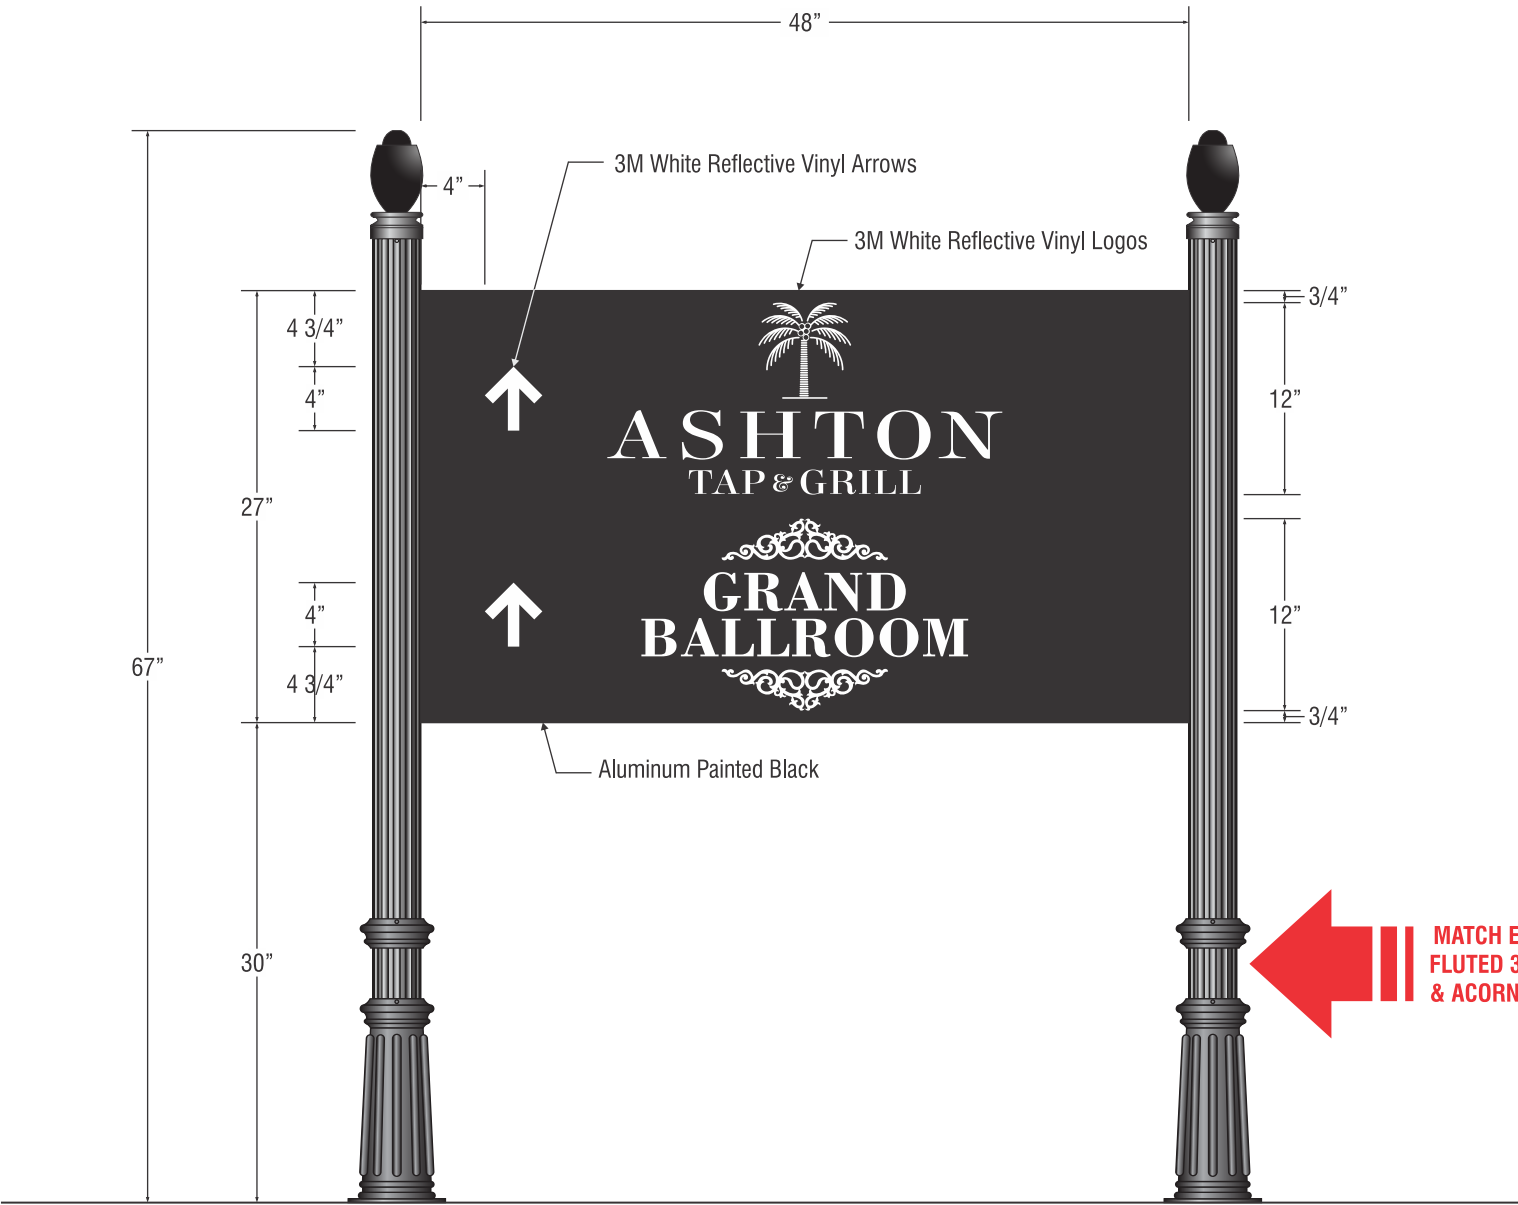 48”
3M White Reflective Vinyl Arrows
4”
3M White Reflective Vinyl Logos
3/4”
4 3/4”
4”
12”
ASHTON
TAP & GRILL
27”
GRAND
BALLROOM
4”
12”
67”
4 3/4”
3/4”
Aluminum Painted Black
30”
MATCH
FLUTED
& ACORN